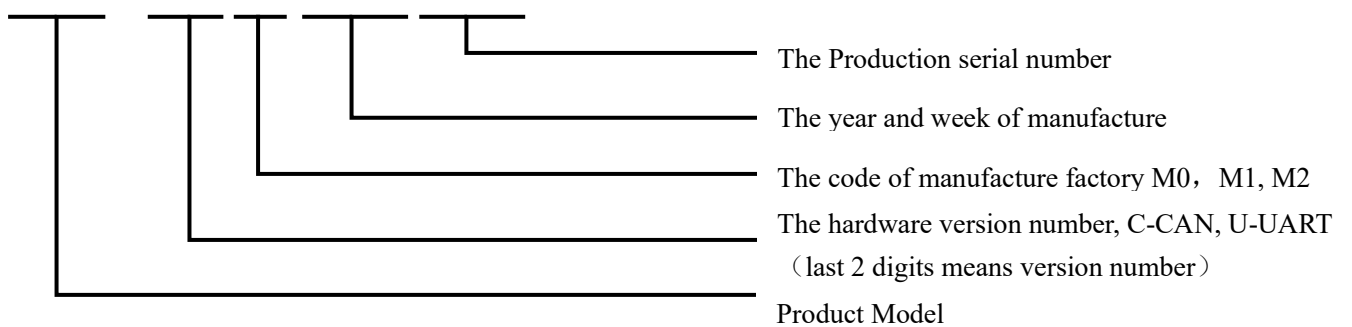 The Production serial number
The year and week of manufacture
The code of manufacture factory M0，M1, M2
The hardware version number, C-CAN, U-UART
（last 2 digits means version number）
Product Model